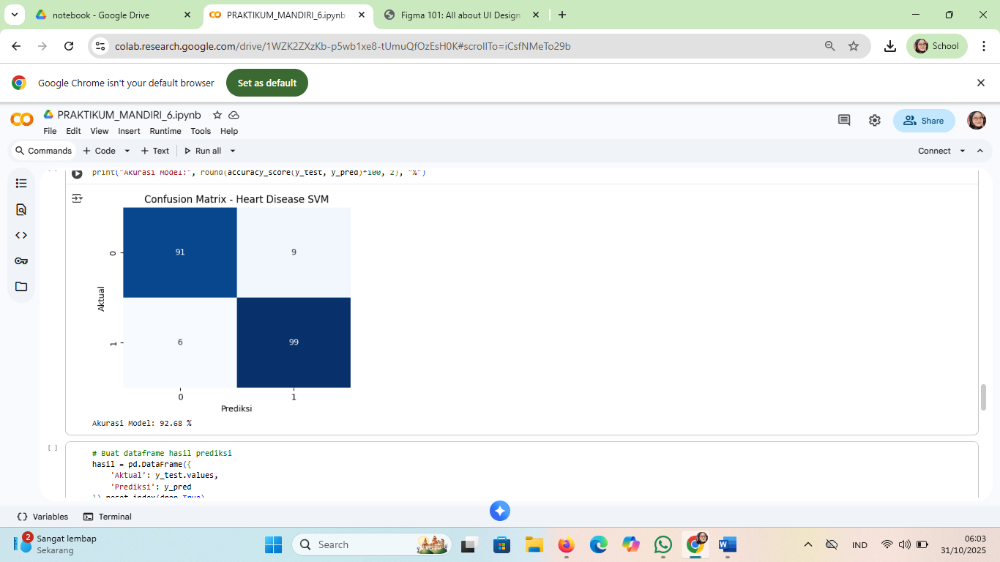 notebook - Google Drive
PRAKTIKUM_MANDIRI_6.ipynb
Figma 101: All about UI Design
colab.research.google.com/drive/1WZK2ZXzKb-p5wb1xe8-tUmuQfOzEsH0K#scrollTo=iCsfNMeTo29b
School
Google Chrome isn't your default browser
Set as default
PRAKTIKUM_MANDIRI_6.ipynb
File Edit View Insert Runtime Tools Help
Share
Commands + Code + Text Run all
Connect
print("Akurasi Model:", round(accuracy_score(y_test, y_pred)*100, 2), "%")
Confusion Matrix - Heart Disease SVM
0
91 9
Aktual
1
6 99
0 1
Prediksi
Akurasi Model: 92.68 %
[ ]
# Buat dataframe hasil prediksi
hasil = pd.DataFrame({
'Aktual': y_test.values,
'Prediksi': y_pred
}).reset_index(drop=True)
Variables Terminal
2
Sangat lembap
Sekarang
Search
IND
06:03
31/10/2025